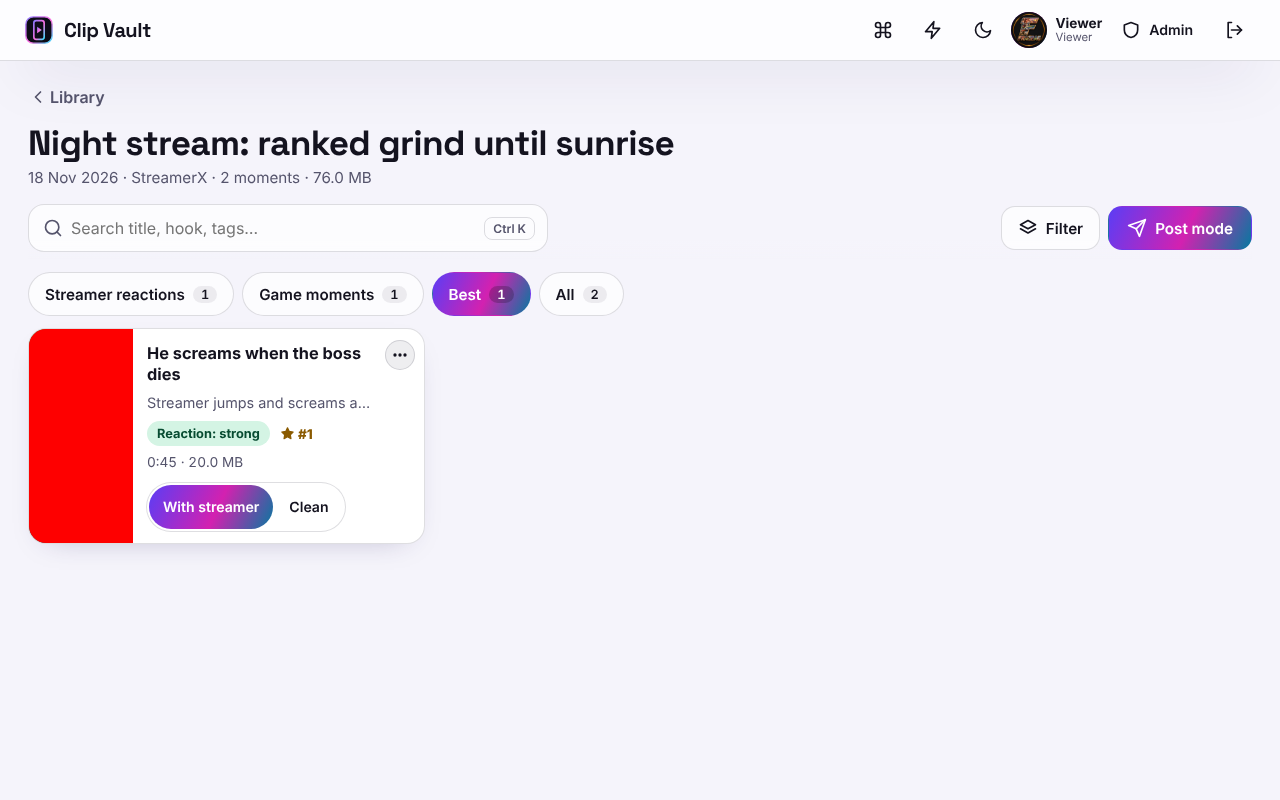 Clip Vault
Viewer
Viewer
Admin
Library
Night stream: ranked grind until sunrise
18 Nov 2026 · StreamerX · 2 moments · 76.0 MB
Search title, hook, tags...
Ctrl K
Filter
Post mode
Streamer reactions 1
Game moments 1
Best 1
All 2
He screams when the boss
dies
Streamer jumps and screams a...
Reaction: strong
#1
0:45 · 20.0 MB
With streamer
Clean